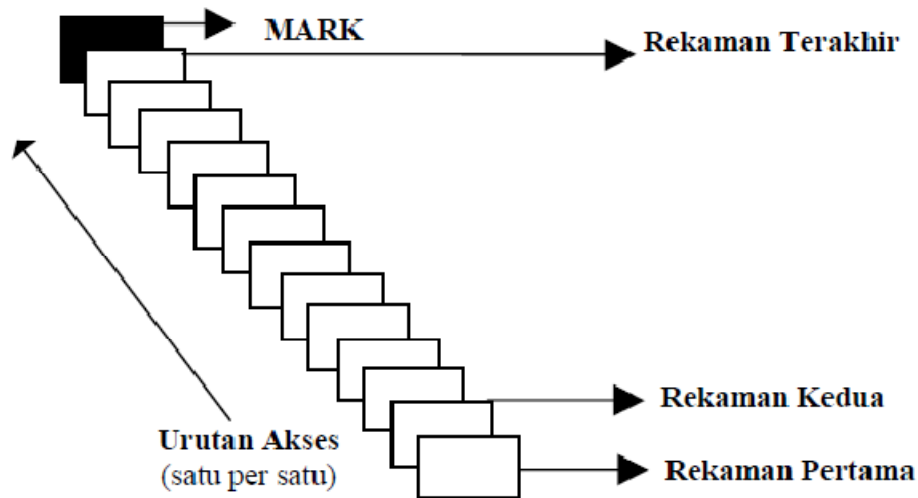 MARK
Rekaman Terakhir
Rekaman Kedua
Urutan Akses
(satu per satu)
Rekaman Pertama